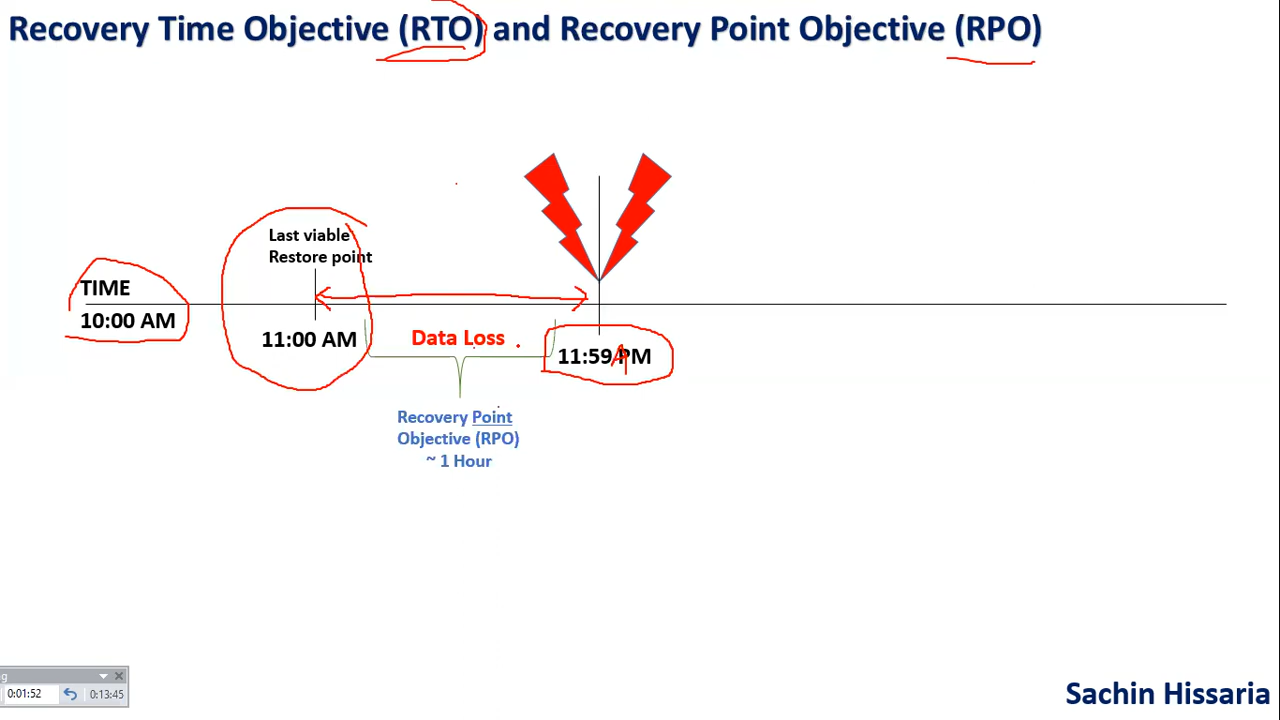 Recovery Time Objective (RTO) and Recovery Point Objective (RPO)
Last viable
Restore point
TIME
10:00 AM
11:00 AM
Data Loss
11:59 PM
A
Recovery Point
Objective (RPO)
~ 1 Hour
g
0:01:52
0:13:45
Sachin Hissaria